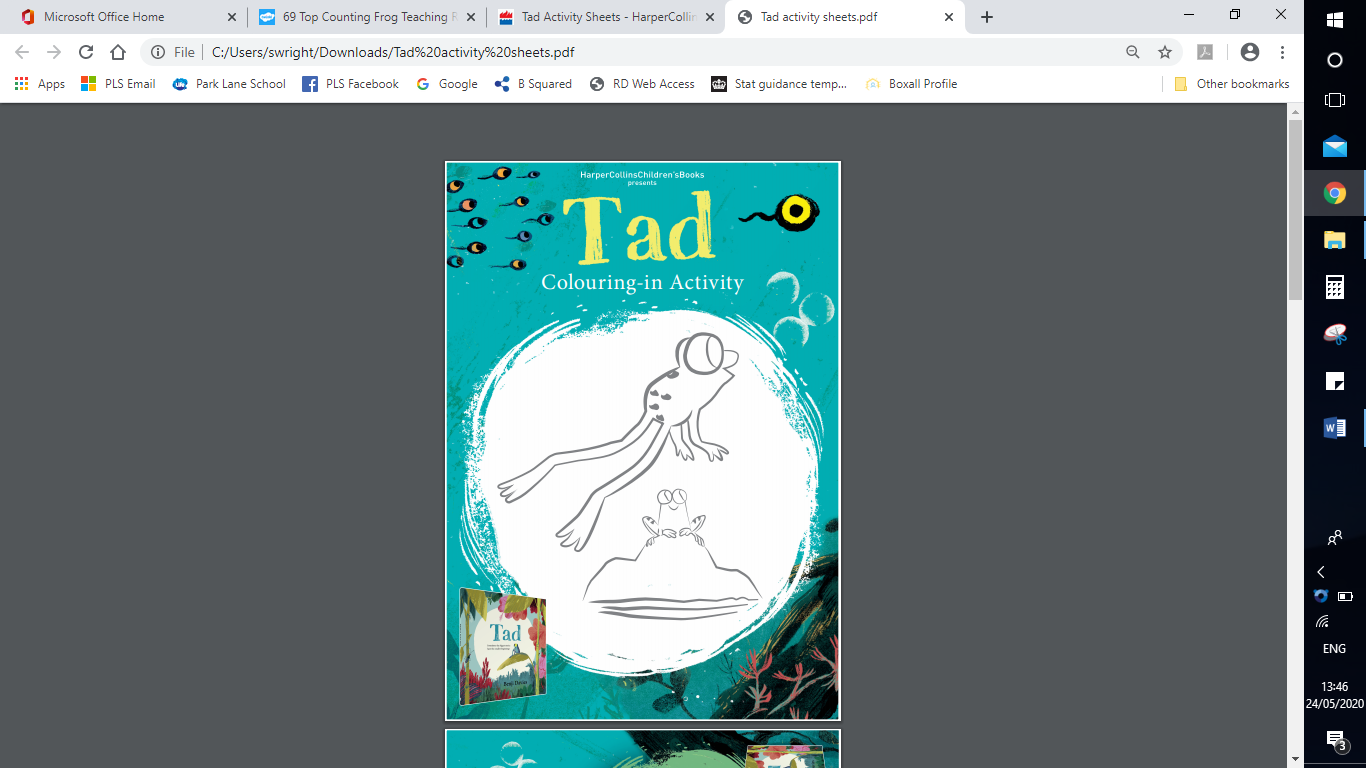 Microsoft Office Home
69 Top Counting Frog Teaching R
Tad Activity Sheets - HarperCollin
Tad activity sheets.pdf
File
C:/Users/swright/Downloads/Tad%20activity%20sheets.pdf
Apps
PLS Email
Park Lane School
PLS Facebook
Google
B Squared
RD Web Access
Stat guidance temp...
Boxall Profile
Other bookmarks
HarperCollinsChildren'sBooks
presents
Tad
Colouring-in Activity
Tad
Benji Davies
ENG
13:46
24/05/2020
3